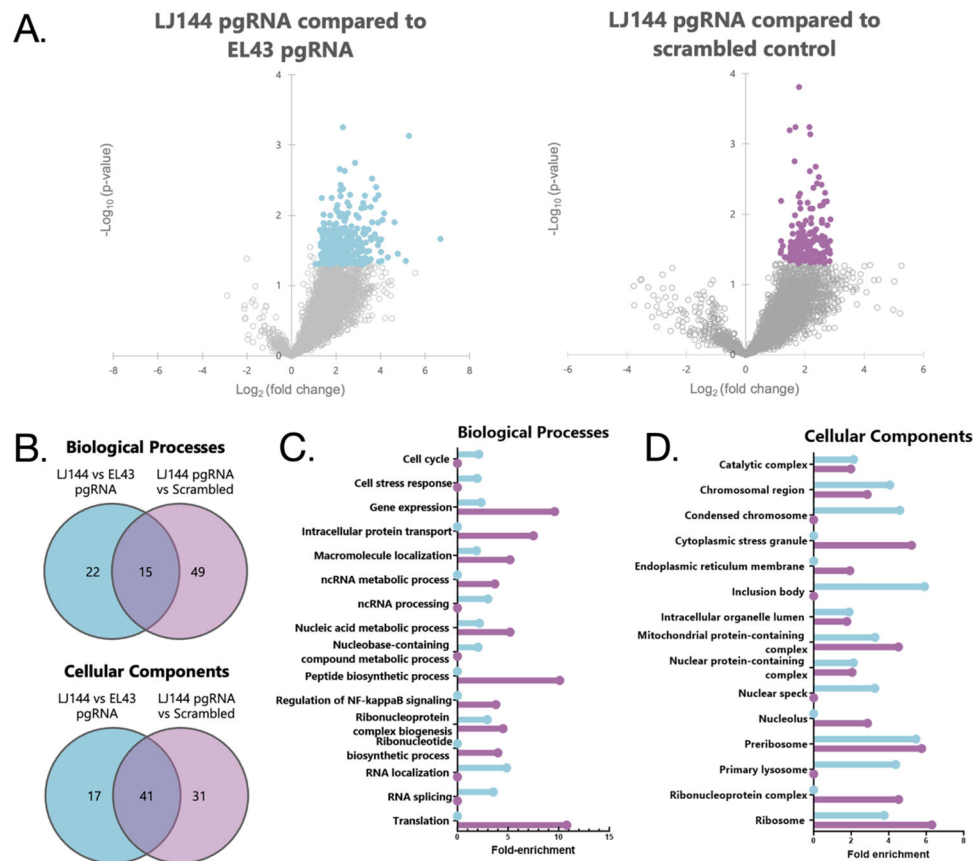 A.
LJ144 pgRNA compared to
EL43 pgRNA
-Log10 (p-value)
4
3
2
1
0
-8
-6
-4
-2
0
2
4
6
8
Log2 (fold change)
LJ144 pgRNA compared to
scrambled control
-Log10 (p-value)
4
3
2
1
0
-6
-4
-2
0
2
4
6
Log2 (fold change)
B.
Biological Processes
LJ144 vs EL43
pgRNA
LJ144 pgRNA
vs Scrambled
22
15
49
Cellular Components
LJ144 vs EL43
pgRNA
LJ144 pgRNA
vs Scrambled
17
41
31
C.
Biological Processes
Cell cycle
Cell stress response
Gene expression
Intracellular protein transport
Macromolecule localization
ncRNA metabolic process
ncRNA processing
Nucleic acid metabolic process
Nucleobase-containing
compound metabolic process
Peptide biosynthetic process
Regulation of NF-kappaB signaling
Ribonucleoprotein
complex biogenesis
Ribonucleotide
biosynthetic process
RNA localization
RNA splicing
Translation
0
5
10
15
Fold-enrichment
D.
Cellular Components
Catalytic complex
Chromosomal region
Condensed chromosome
Cytoplasmic stress granule
Endoplasmic reticulum membrane
Inclusion body
Intracellular organelle lumen
Mitochondrial protein-containing
complex
Nuclear protein-containing
complex
Nuclear speck
Nucleolus
Preribosome
Primary lysosome
Ribonucleoprotein complex
Ribosome
0
2
4
6
8
Fold enrichment